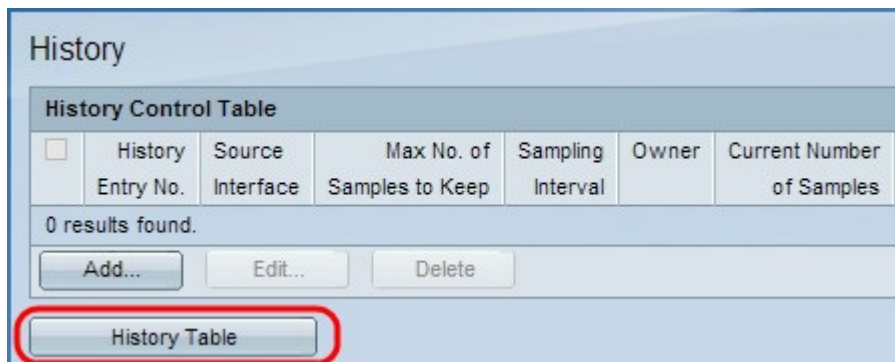 History
History Control Table
History Entry No. Source Interface Max No. of Samples to Keep Sampling Interval Owner Current Number of Samples
0 results found.
Add... Edit... Delete
History Table